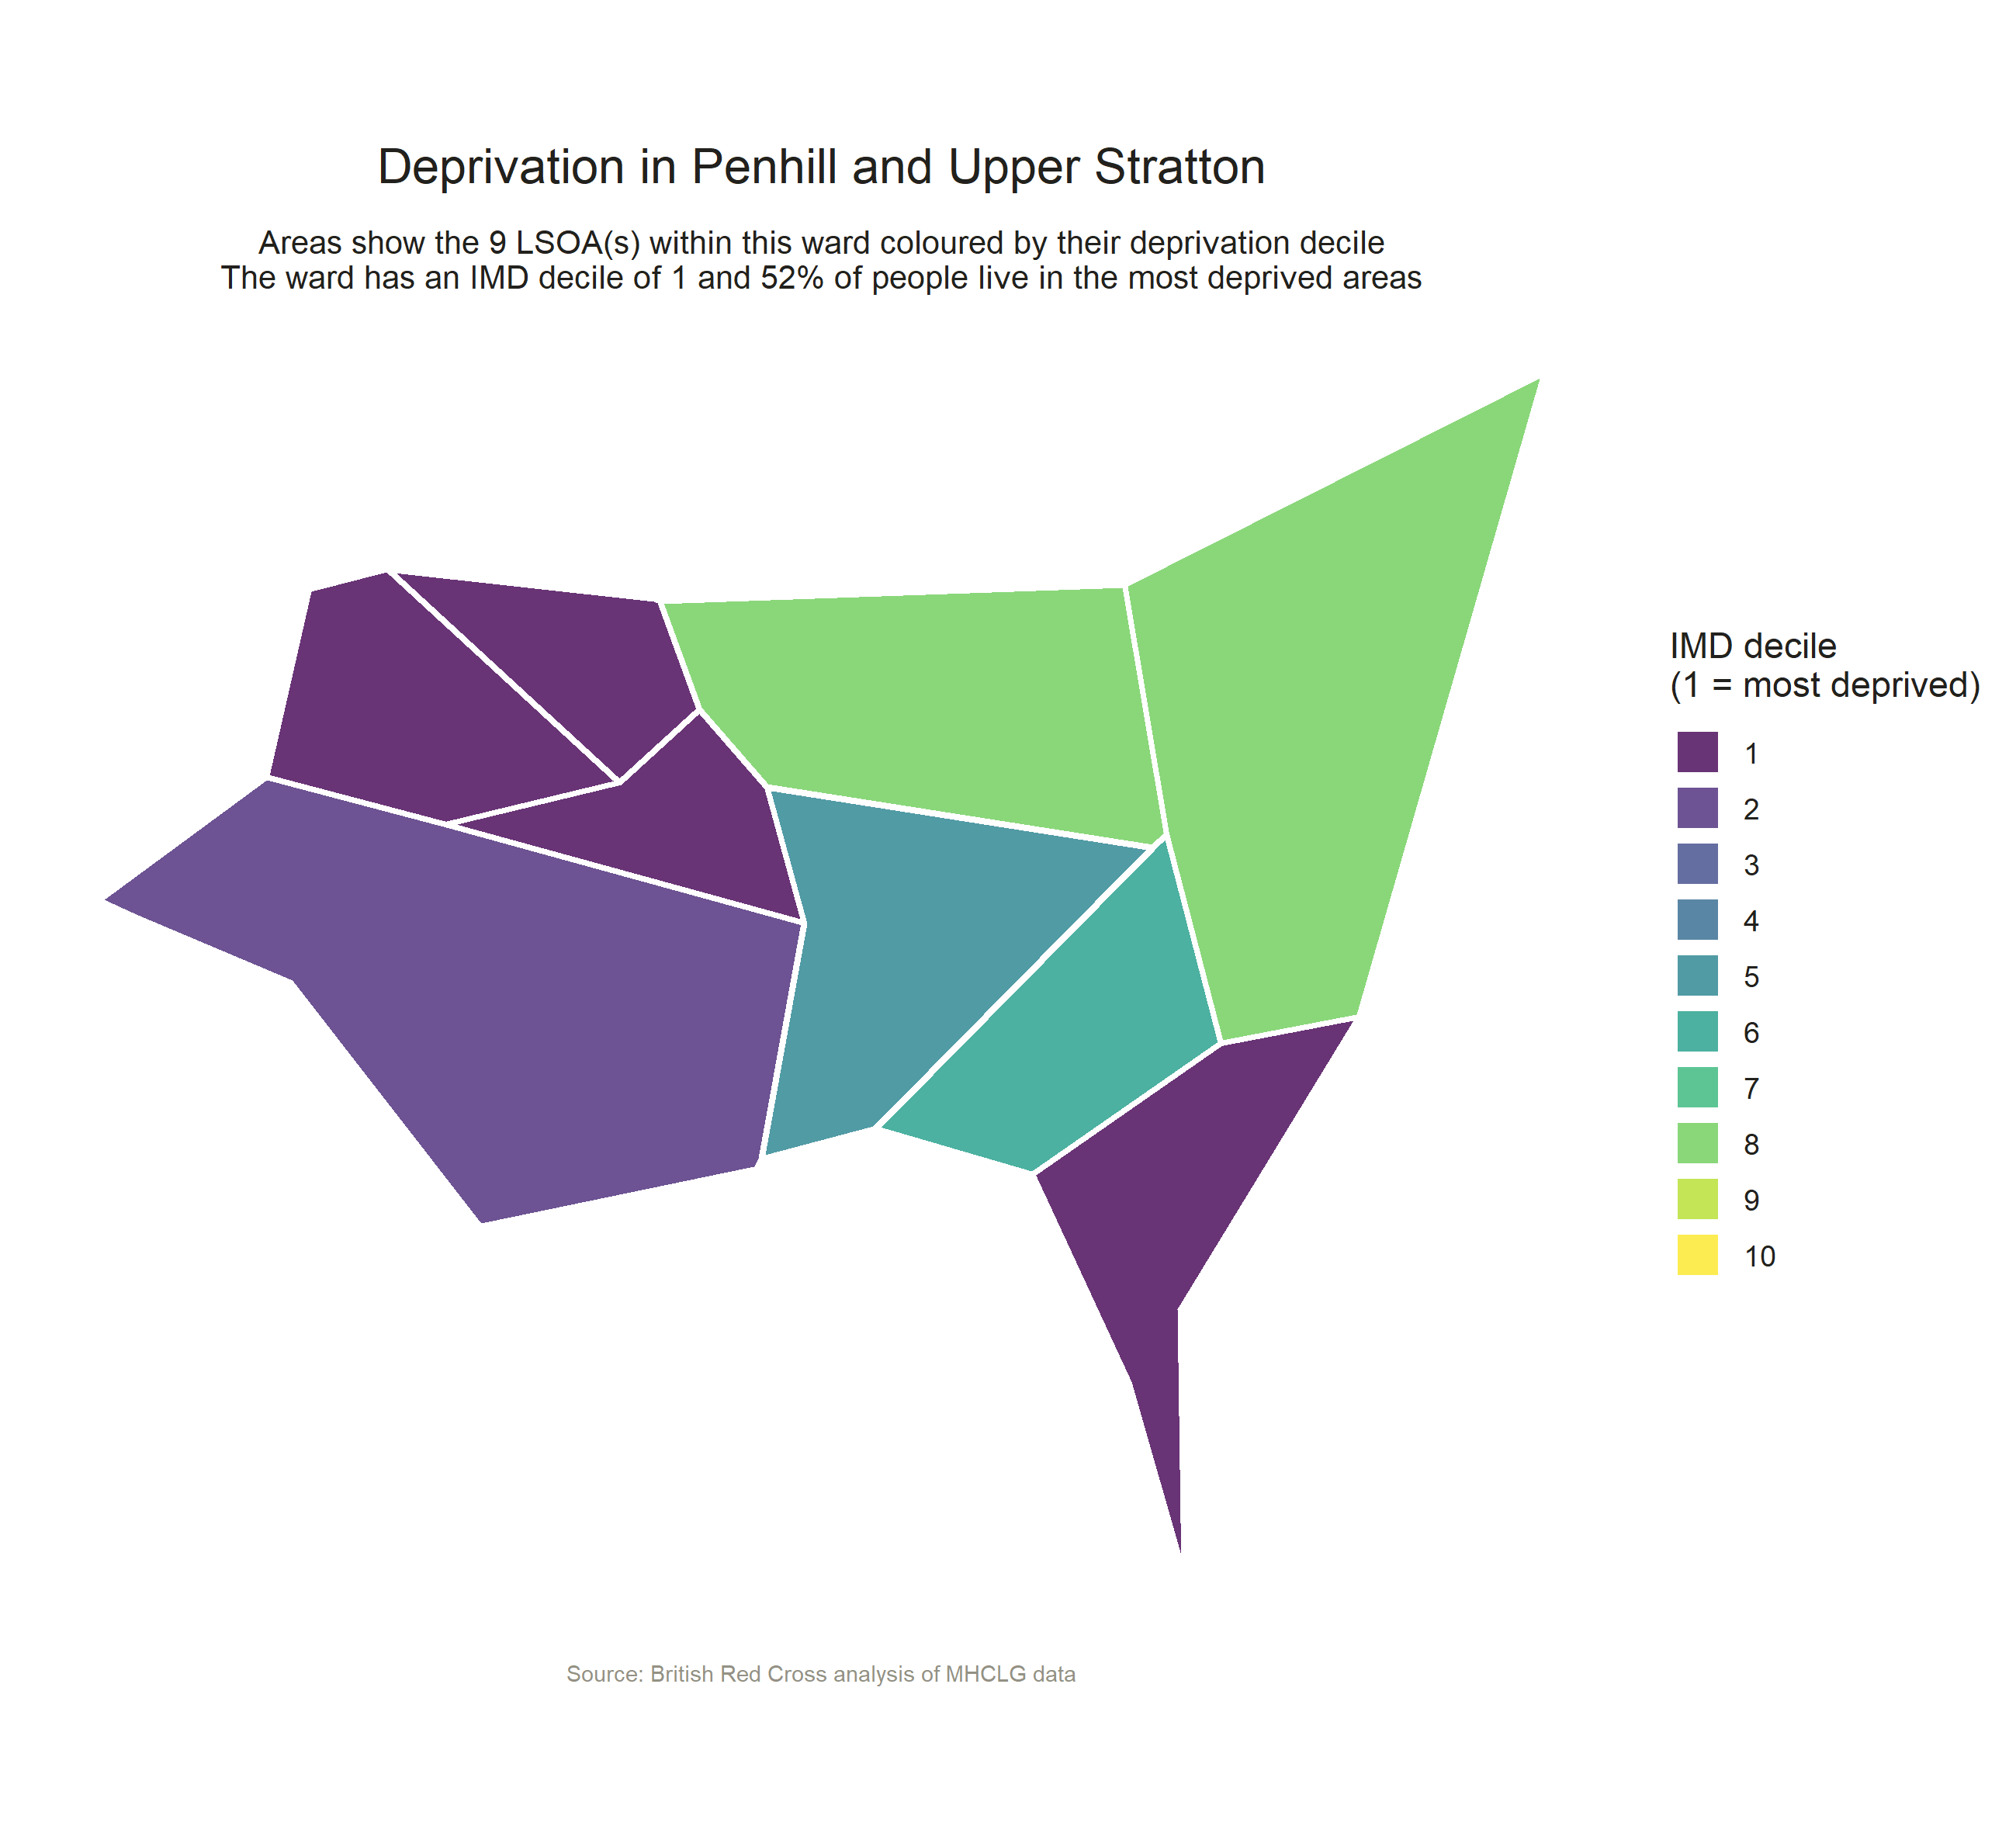 Deprivation in Penhill and Upper Stratton
Areas show the 9 LSOA(s) within this ward coloured by their deprivation decile
The ward has an IMD decile of 1 and 52% of people live in the most deprived areas
IMD decile
(1 = most deprived)
1
2
3
4
5
6
7
8
9
10
Source: British Red Cross analysis of MHCLG data